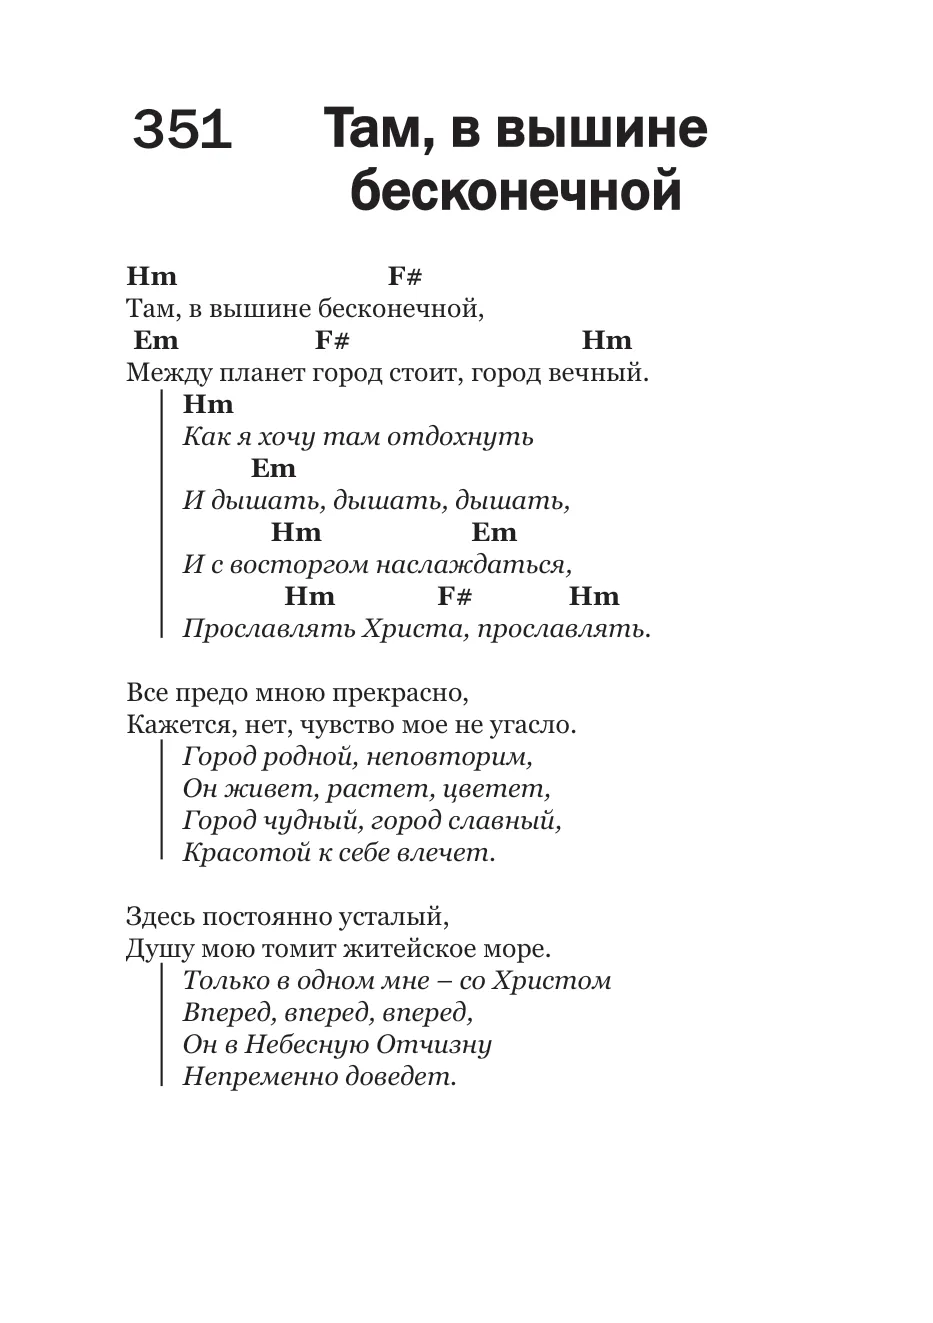 351 Там, в вышине
бесконечной
Hm F#
Там, в вышине бесконечной,
Em F# Hm
Между планет город стоит, город вечный.
Hm
Как я хочу там отдохнуть
Em
И дышать, дышать, дышать,
Hm Em
И с восторгом наслаждаться,
Hm F# Hm
Прославлять Христа, прославлять.
Все предо мною прекрасно,
Кажется, нет, чувство мое не угасло.
Город родной, неповторим,
Он живет, растет, цветет,
Город чудный, город славный,
Красотой к себе влечет.
Здесь постоянно усталый,
Душу мою томит житейское море.
Только в одном мне – со Христом
Вперед, вперед, вперед,
Он в Небесную Отчизну
Непременно доведет.